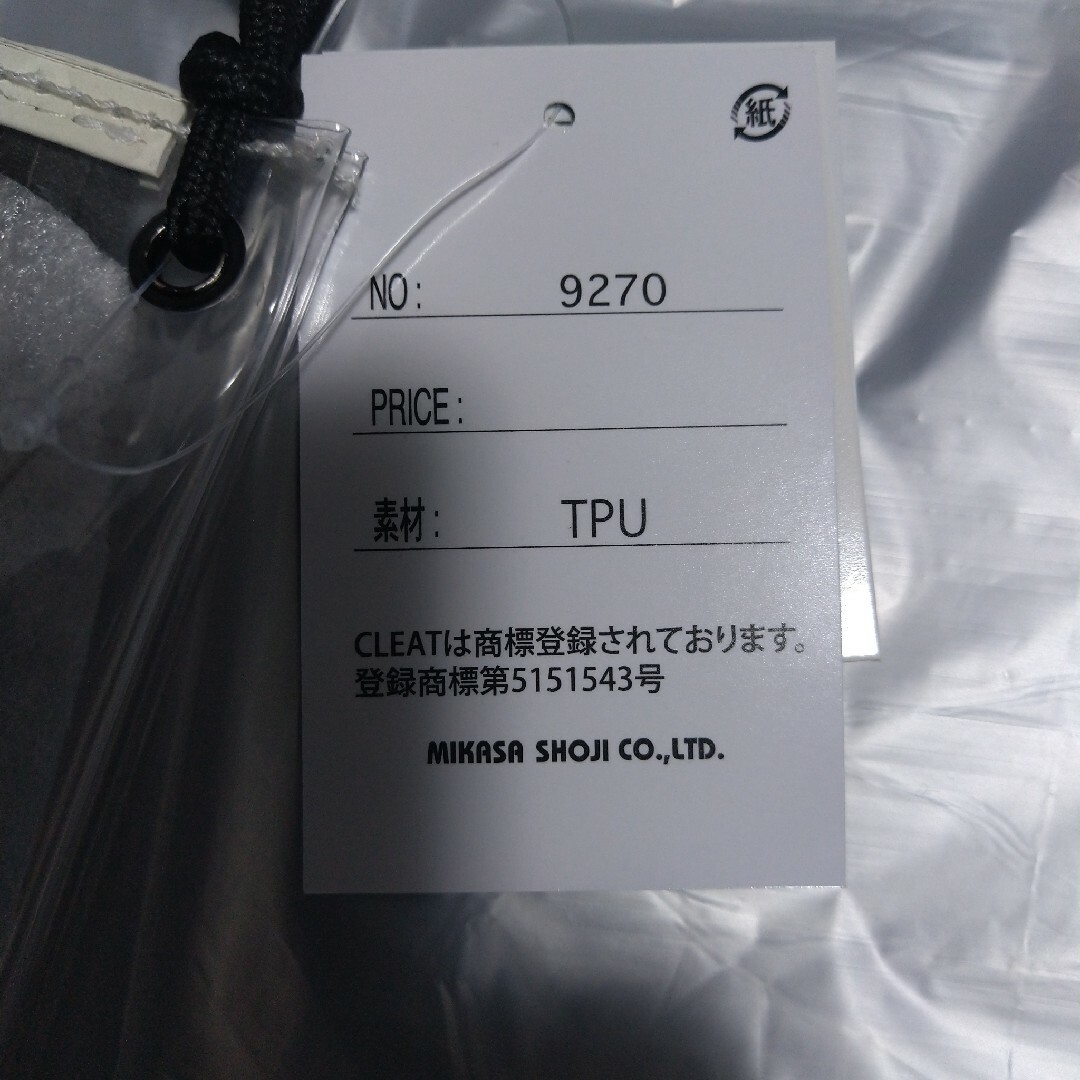 紙
NO: 9270
PRICE:
素材: TPU
CLEATは商標登録されております。
登録商標第5151543号
MIKASA SHOJI CO.,LTD.